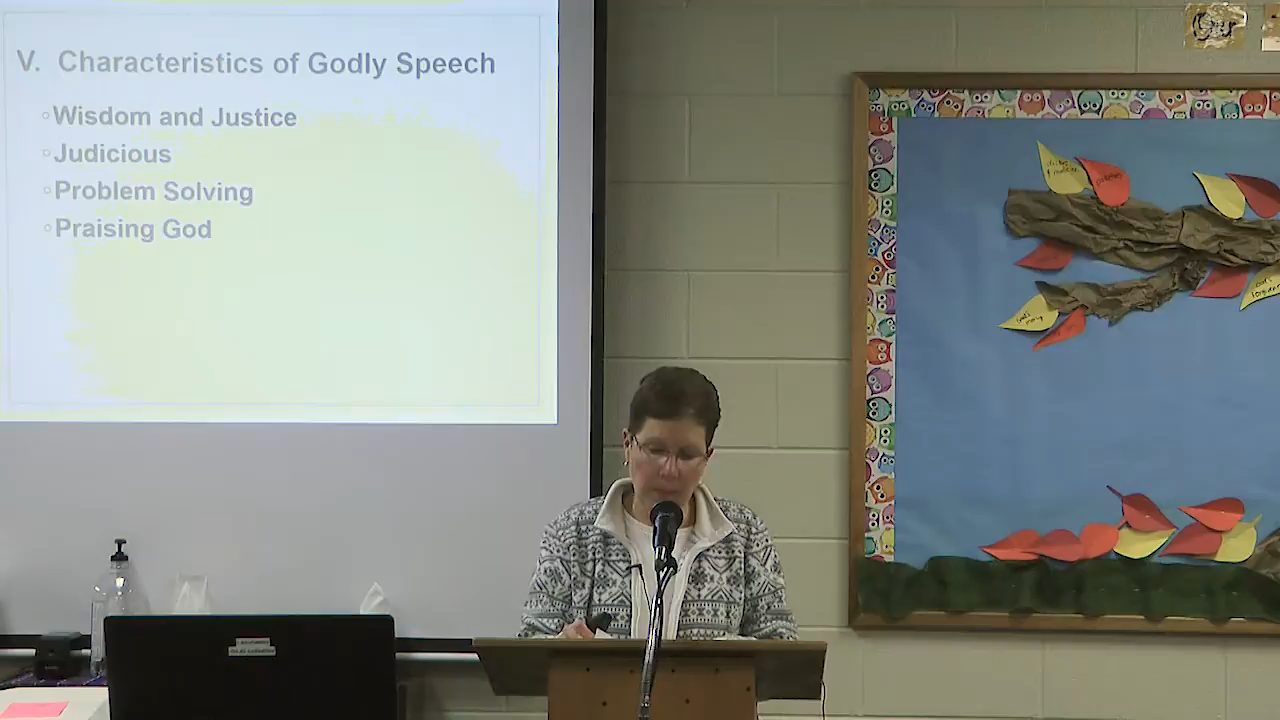 V. Characteristics of Godly Speech
Wisdom and Justice
Judicious
Problem Solving
Praising God